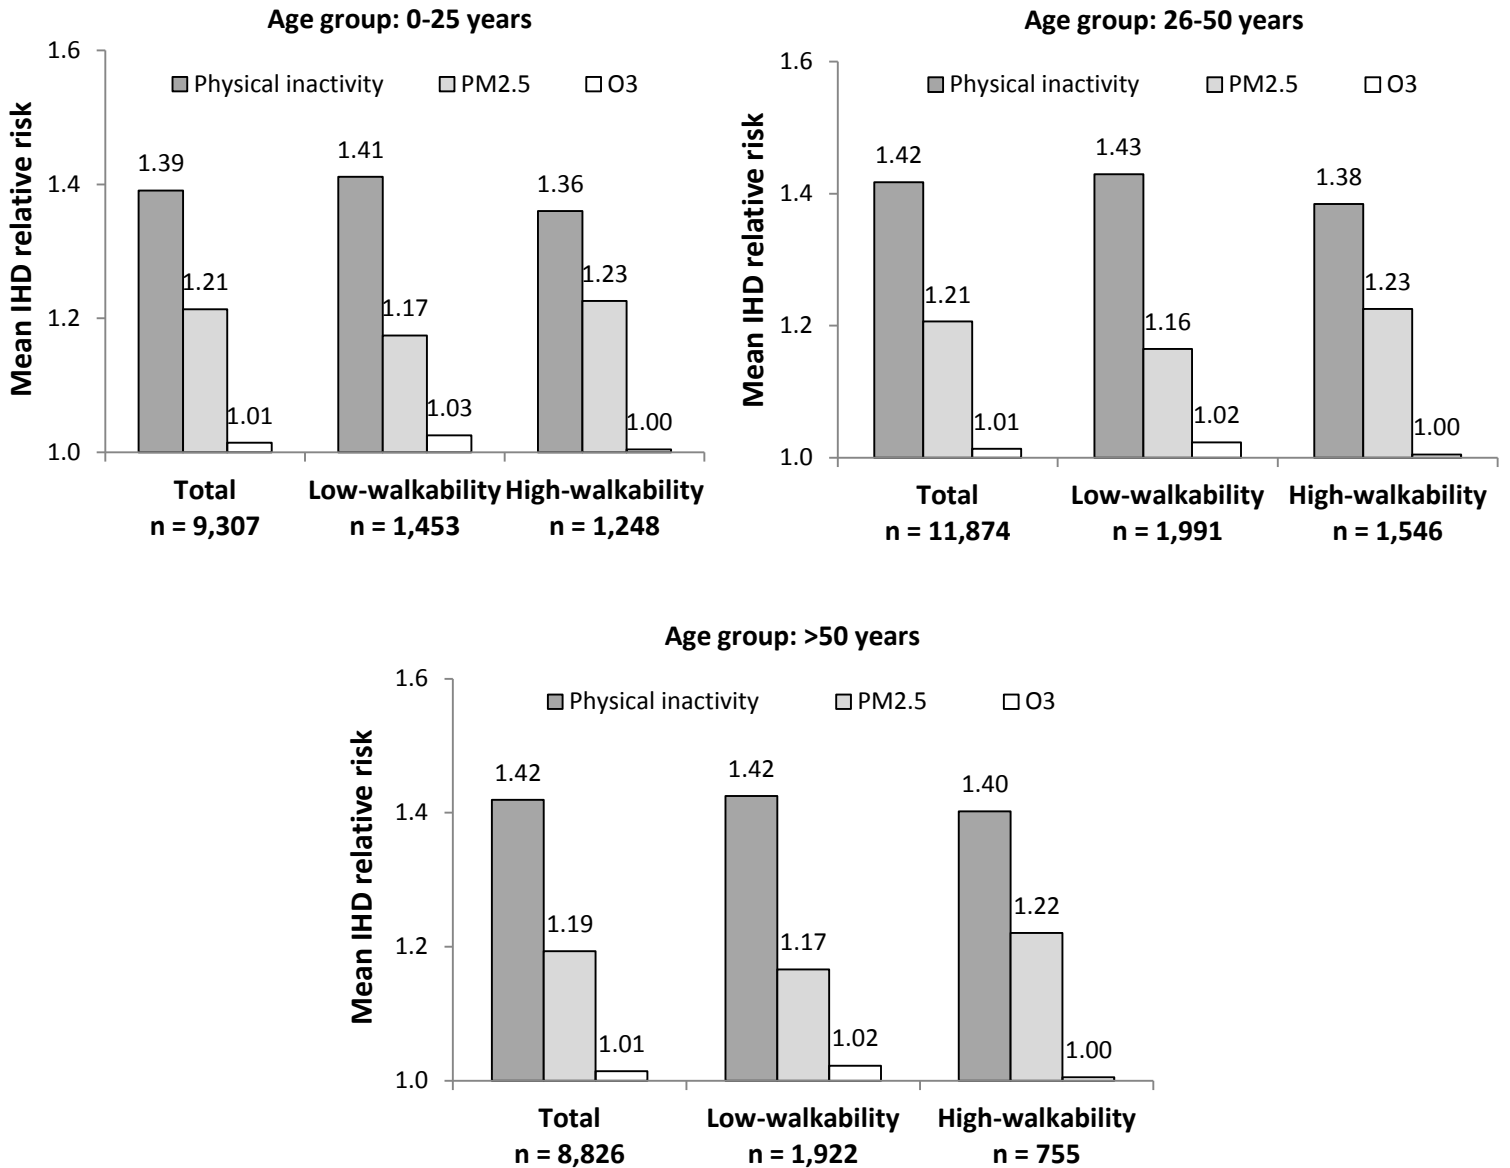 Age group: 0-25 years
Mean IHD relative risk
1.6
1.4
1.2
1.0
Physical inactivity PM2.5 O3
1.39 1.21 1.01
1.41 1.17 1.03
1.36 1.23 1.00
Total Low-walkability High-walkability
n = 9,307 n = 1,453 n = 1,248
Age group: 26-50 years
Mean IHD relative risk
1.6
1.4
1.2
1.0
Physical inactivity PM2.5 O3
1.42 1.21 1.01
1.43 1.16 1.02
1.38 1.23 1.00
Total Low-walkability High-walkability
n = 11,874 n = 1,991 n = 1,546
Age group: >50 years
Mean IHD relative risk
1.6
1.4
1.2
1.0
Physical inactivity PM2.5 O3
1.42 1.19 1.01
1.42 1.17 1.02
1.40 1.22 1.00
Total Low-walkability High-walkability
n = 8,826 n = 1,922 n = 755